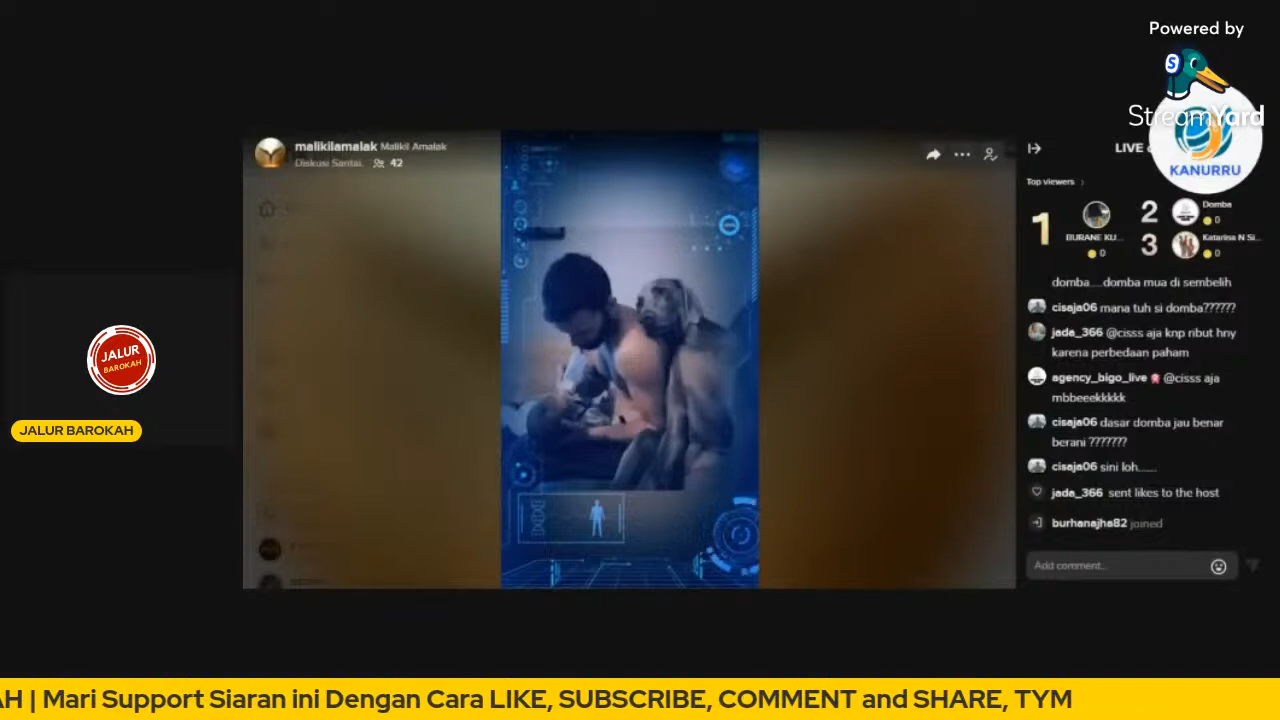 Powered by
S
StreamYard
KANURRU
malikilamalak Malikil Amalak
Diskusi Santai. 42
LIVE
Top viewers
1
BURANE KU...
0
2
Domba
0
3
Katarina N Si...
0
domba.....domba mua di sembelih
cisaja06 mana tuh si domba??????
jada_366 @cisss aja knp ribut hny
karena perbedaan paham
agency_bigo_live @cisss aja
mbbeeekkkkk
cisaja06 dasar domba jau benar
berani ???????
cisaja06 sini loh.......
jada_366 sent likes to the host
burhanajha82 joined
Add comment...
JALUR
BAROKAH
JALUR BAROKAH
AH | Mari Support Siaran ini Dengan Cara LIKE, SUBSCRIBE, COMMENT and SHARE, TYM